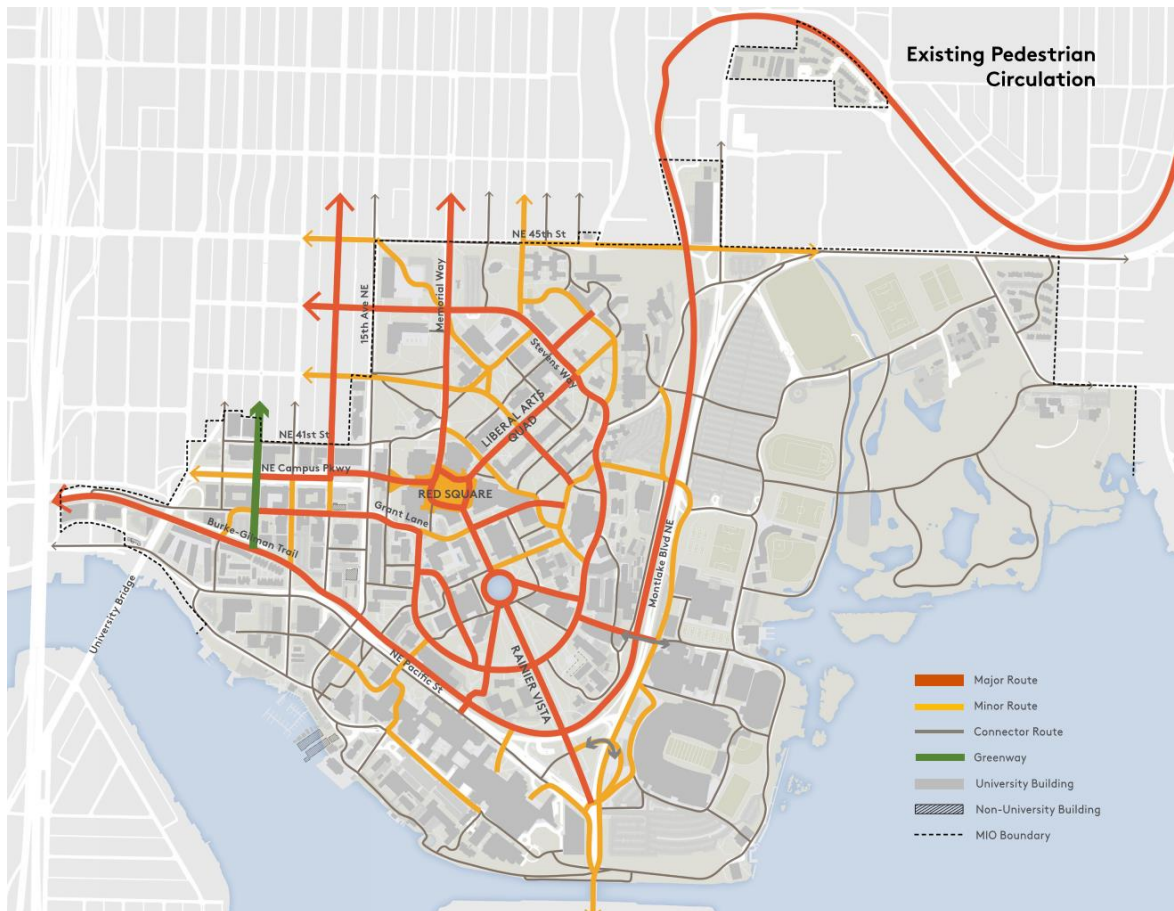 Existing Pedestrian
Circulation
NE 45th St
15th Ave NE
Memorial Way
Stevens Way
LIBERAL ARTS
QUAD
NE 41st St
NE Campus Pkwy
RED SQUARE
Grant Lane
Burke-Gilman Trail
Montlake Blvd NE
University Bridge
NE Pacific St
RAINIER VISTA
Major Route
Minor Route
Connector Route
Greenway
University Building
Non-University Building
MIO Boundary